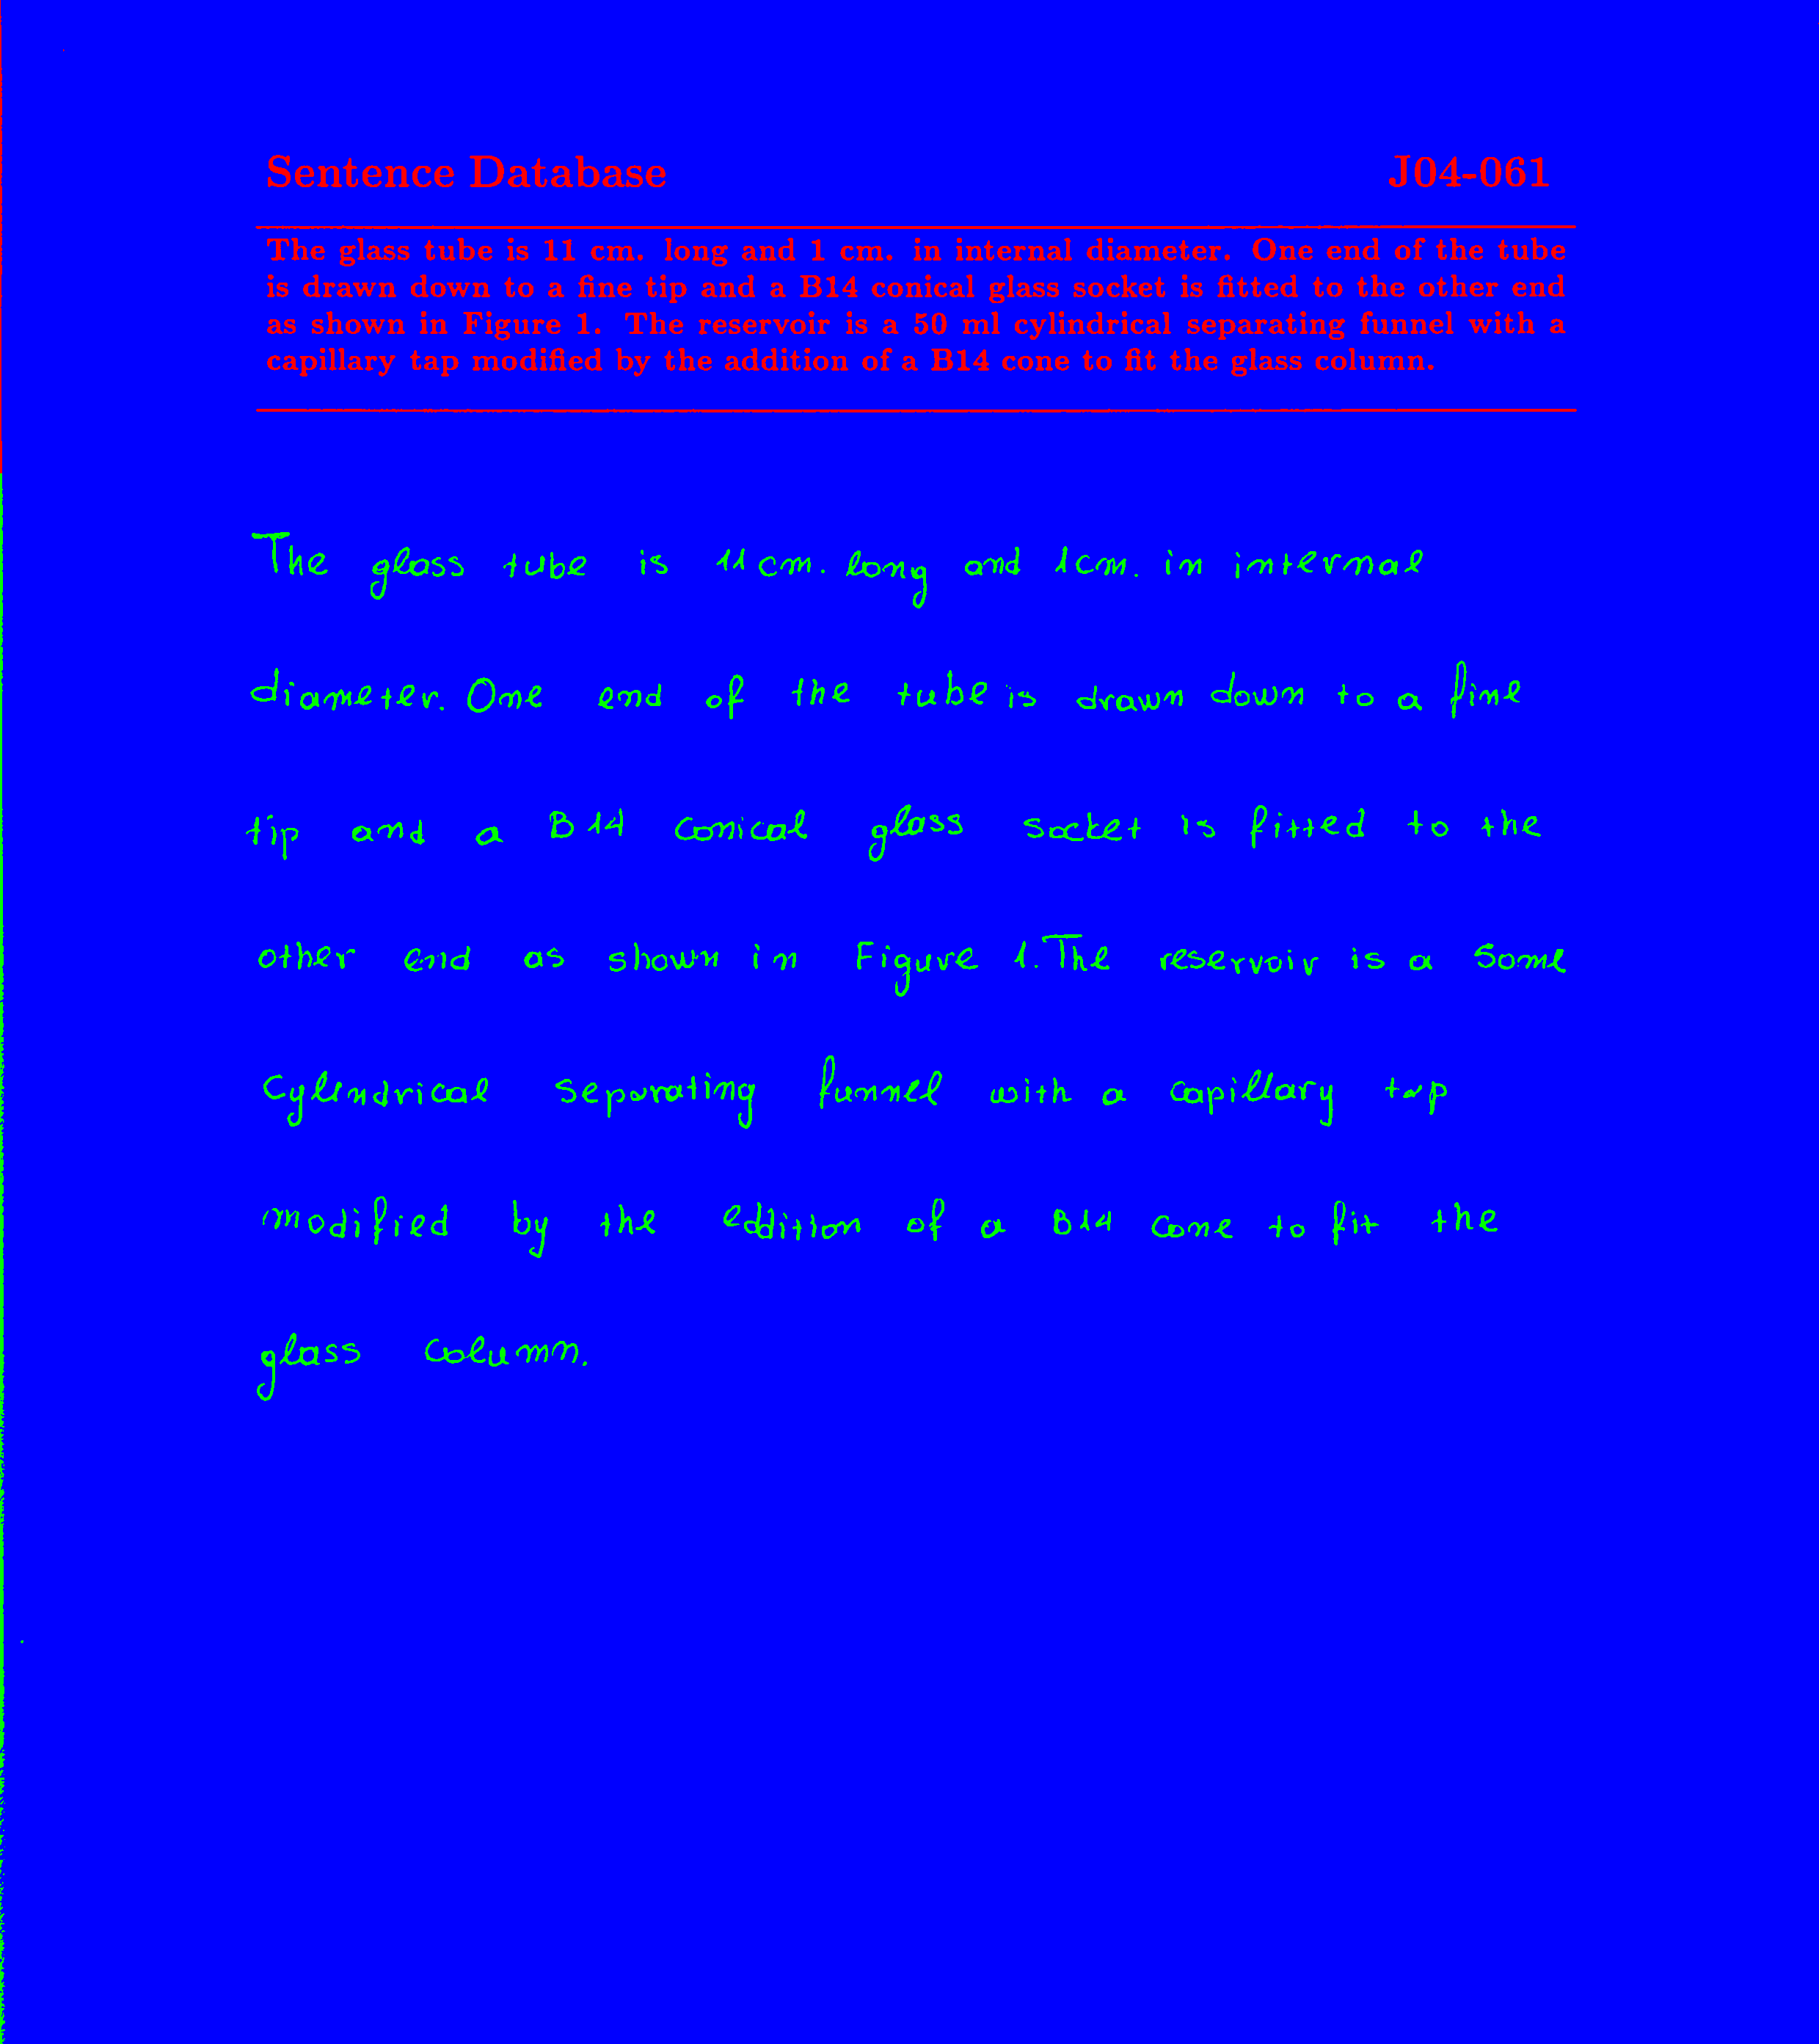 Sentence Database J04-061
The glass tube is 11 cm. long and 1 cm. in internal diameter. One end of the tube
is drawn down to a fine tip and a B14 conical glass socket is fitted to the other end
as shown in Figure 1. The reservoir is a 50 ml cylindrical separating funnel with a
capillary tap modified by the addition of a B14 cone to fit the glass column.
The glass tube is 11 cm. long and 1 cm. in internal
diameter. One end of the tube is drawn down to a fine
tip and a B14 conical glass socket is fitted to the
other end as shown in Figure 1. The reservoir is a some
cylindrical separating funnel with a capillary tap
modified by the eddition of a B14 cone to fit the
glass column.